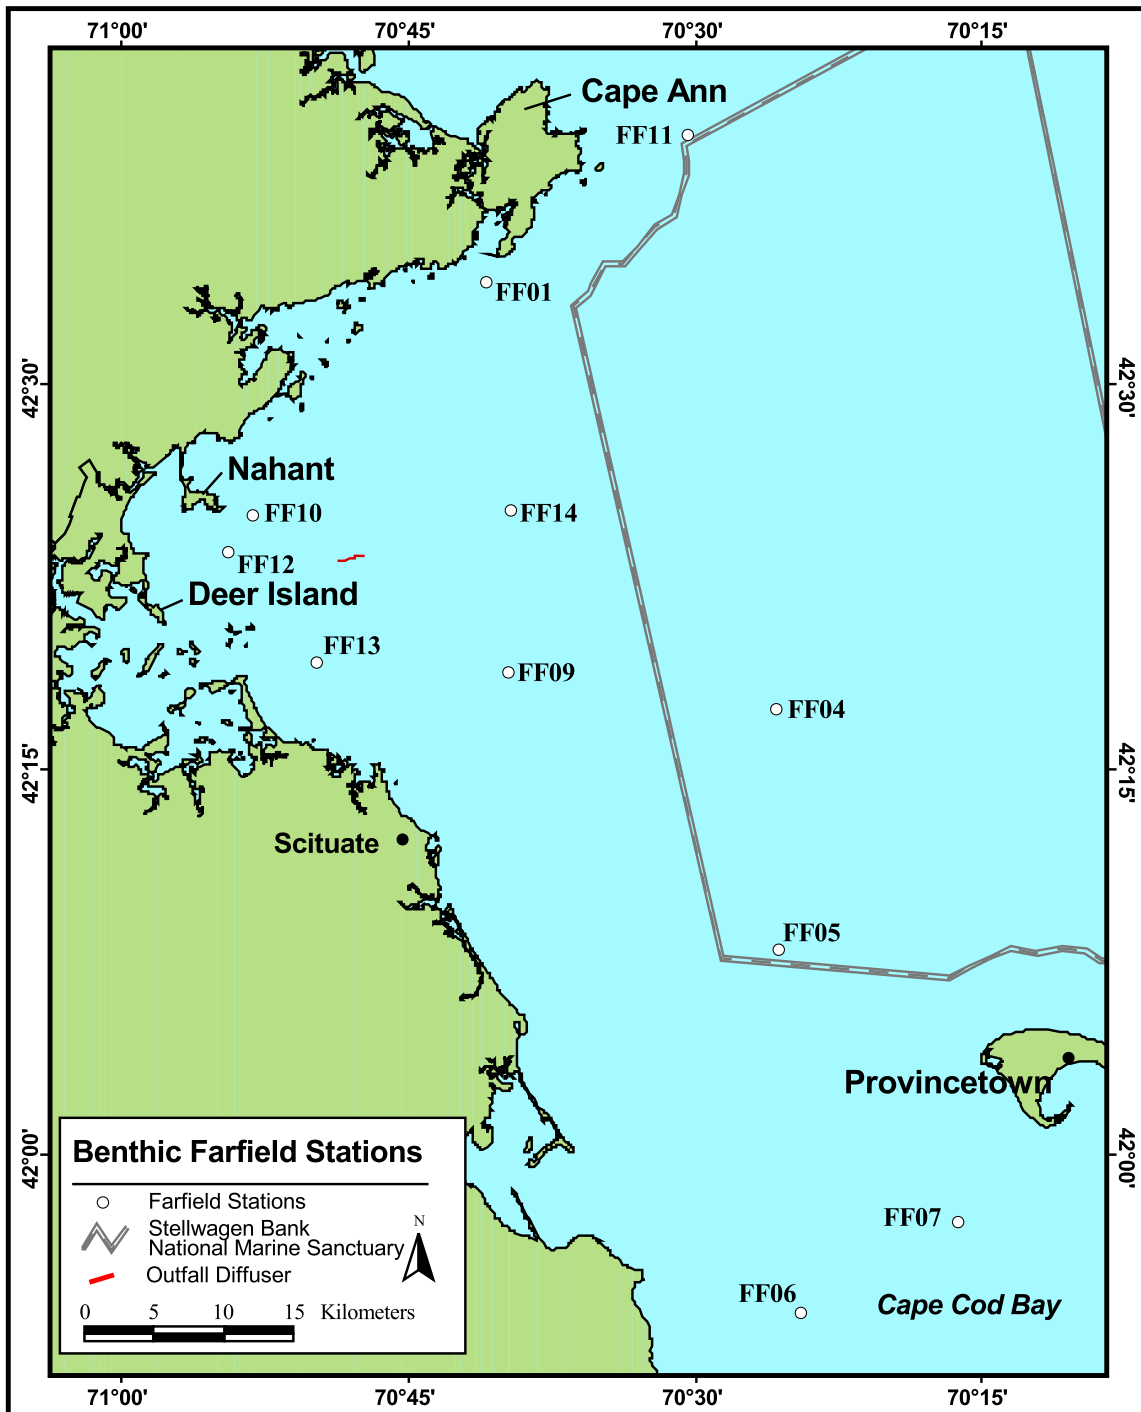 71°00' 70°45' 70°30' 70°15'
Cape Ann
FF11
FF01
42°30' 42°30'
Nahant
FF10
FF14
FF12
Deer Island
FF13
FF09
FF04
42°15' 42°15'
Scituate
FF05
Provincetown
42°00' 42°00'
Benthic Farfield Stations
Farfield Stations
Stellwagen Bank
National Marine Sanctuary
N
Outfall Diffuser
0 5 10 15 Kilometers
FF07
FF06
Cape Cod Bay
71°00' 70°45' 70°30' 70°15'